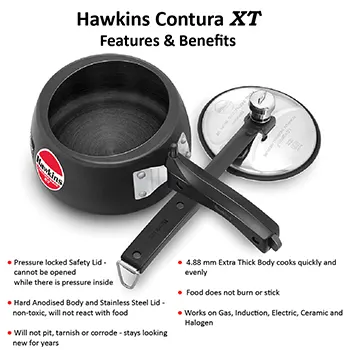 Hawkins Contura XT
Features & Benefits
Hawkins
• Pressure locked Safety Lid -
cannot be opened
while there is pressure inside
• Hard Anodised Body and Stainless Steel Lid -
non-toxic, will not react with food
• Will not pit, tarnish or corrode - stays looking
new for years
• 4.88 mm Extra Thick Body cooks quickly and
evenly
• Food does not burn or stick
• Works on Gas, Induction, Electric, Ceramic and
Halogen